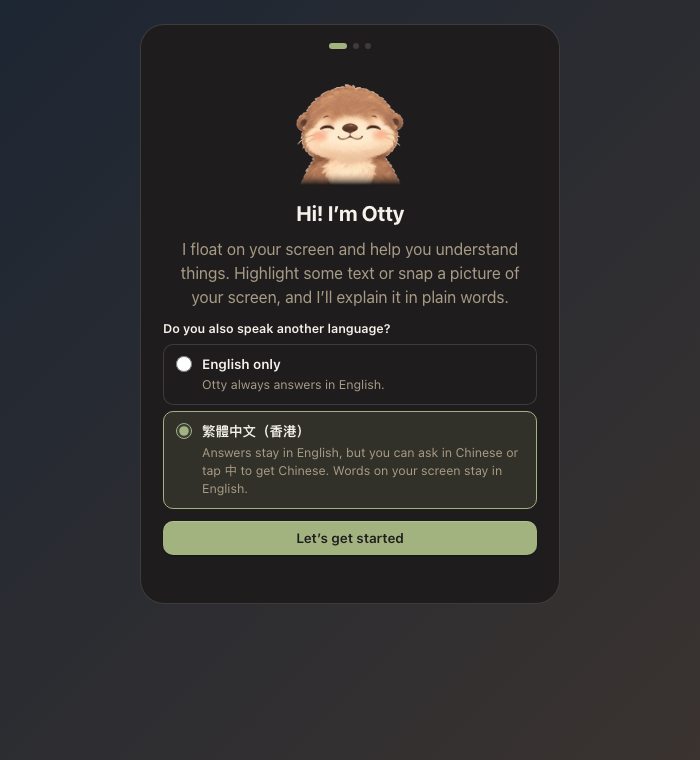 Hi! I’m Otty
I float on your screen and help you understand
things. Highlight some text or snap a picture of
your screen, and I’ll explain it in plain words.
Do you also speak another language?
English only
Otty always answers in English.
繁體中文（香港）
Answers stay in English, but you can ask in Chinese or
tap 中 to get Chinese. Words on your screen stay in
English.
Let’s get started